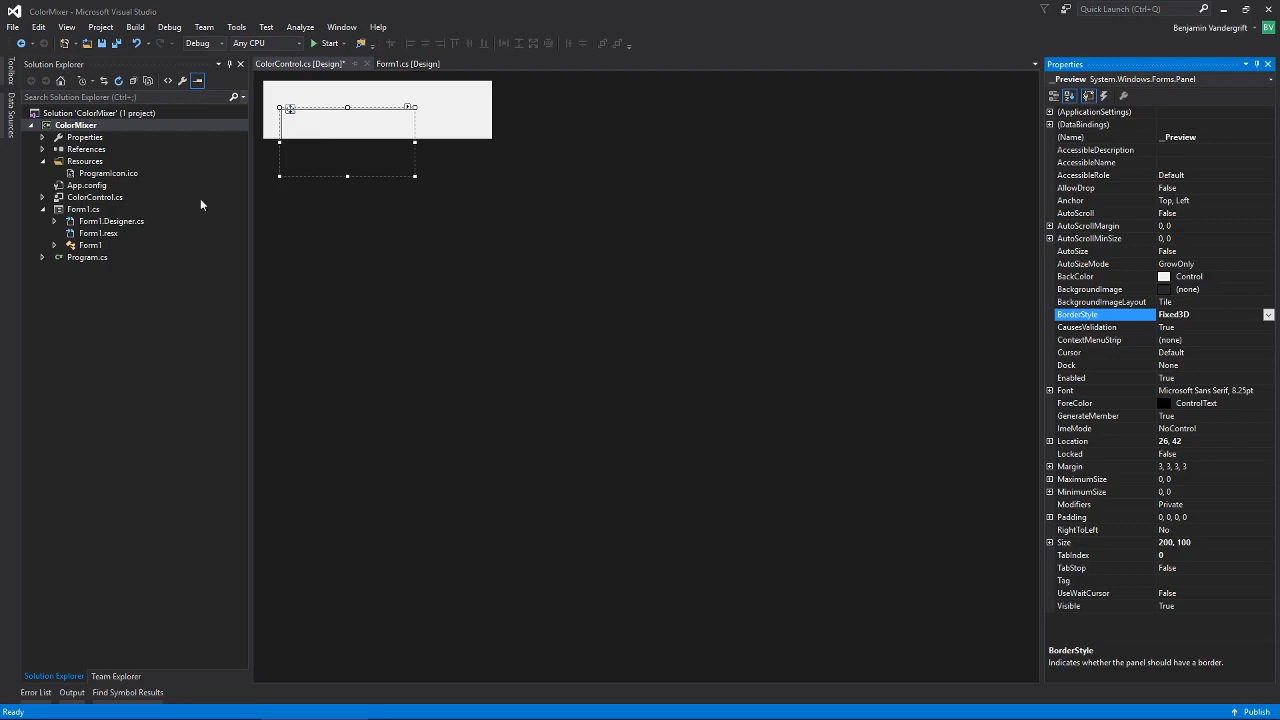 ColorMixer - Microsoft Visual Studio
Quick Launch (Ctrl+Q)
File Edit View Project Build Debug Team Tools Test Analyze Window Help
Benjamin Vandergrift BV
Debug Any CPU Start
Toolbox
Data Sources
Solution Explorer
Search Solution Explorer (Ctrl+;)
Solution 'ColorMixer' (1 project)
ColorMixer
Properties
References
Resources
ProgramIcon.ico
App.config
ColorControl.cs
Form1.cs
Form1.Designer.cs
Form1.resx
Form1
Program.cs
Solution Explorer Team Explorer
ColorControl.cs [Design]* Form1.cs [Design]
Properties
__Preview System.Windows.Forms.Panel
(ApplicationSettings)
(DataBindings)
(Name) __Preview
AccessibleDescription
AccessibleName
AccessibleRole Default
AllowDrop False
Anchor Top, Left
AutoScroll False
AutoScrollMargin 0, 0
AutoScrollMinSize 0, 0
AutoSize False
AutoSizeMode GrowOnly
BackColor Control
BackgroundImage (none)
BackgroundImageLayout Tile
BorderStyle Fixed3D
CausesValidation True
ContextMenuStrip (none)
Cursor Default
Dock None
Enabled True
Font Microsoft Sans Serif, 8.25pt
ForeColor ControlText
GenerateMember True
ImeMode NoControl
Location 26, 42
Locked False
Margin 3, 3, 3, 3
MaximumSize 0, 0
MinimumSize 0, 0
Modifiers Private
Padding 0, 0, 0, 0
RightToLeft No
Size 200, 100
TabIndex 0
TabStop False
Tag
UseWaitCursor False
Visible True
BorderStyle
Indicates whether the panel should have a border.
Error List Output Find Symbol Results
Ready
Publish